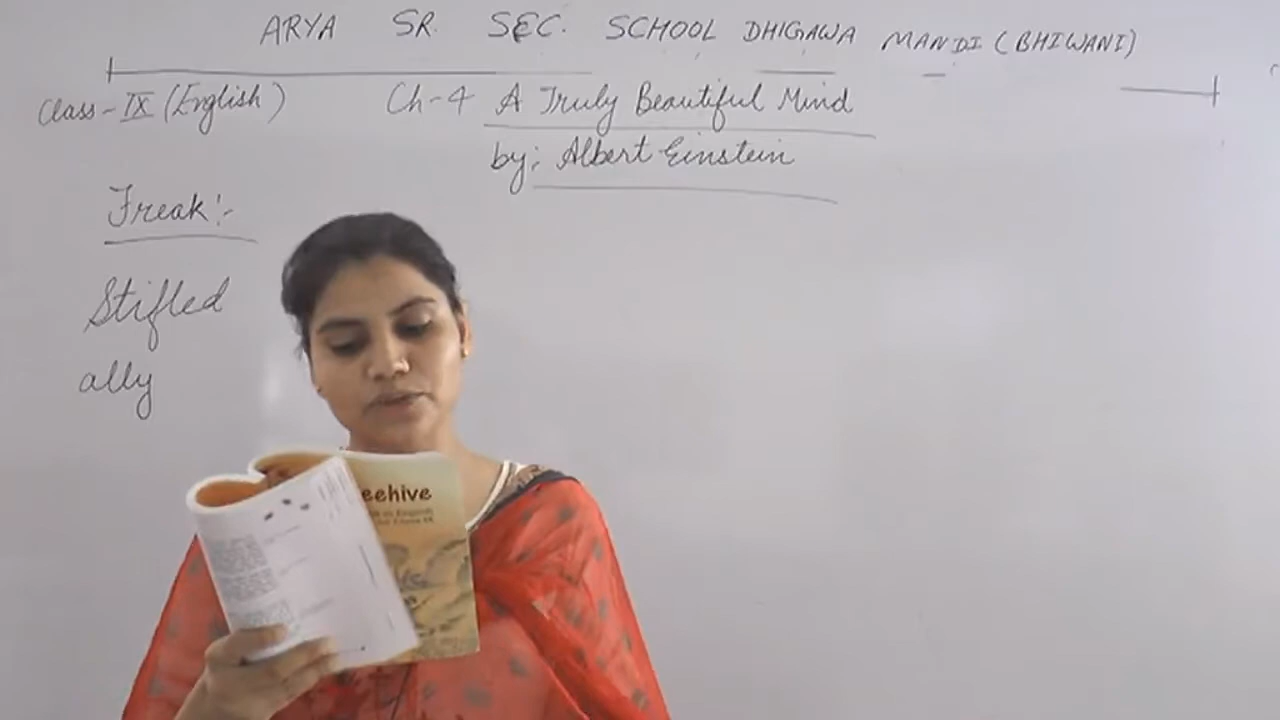 ARYA SR. SEC. SCHOOL DHIGAWA MANDI (BHIWANI)
Class - IX (English) Ch-4 A Truly Beautiful Mind
by: Albert Einstein
Freak:-
Stifled
ally
eehive